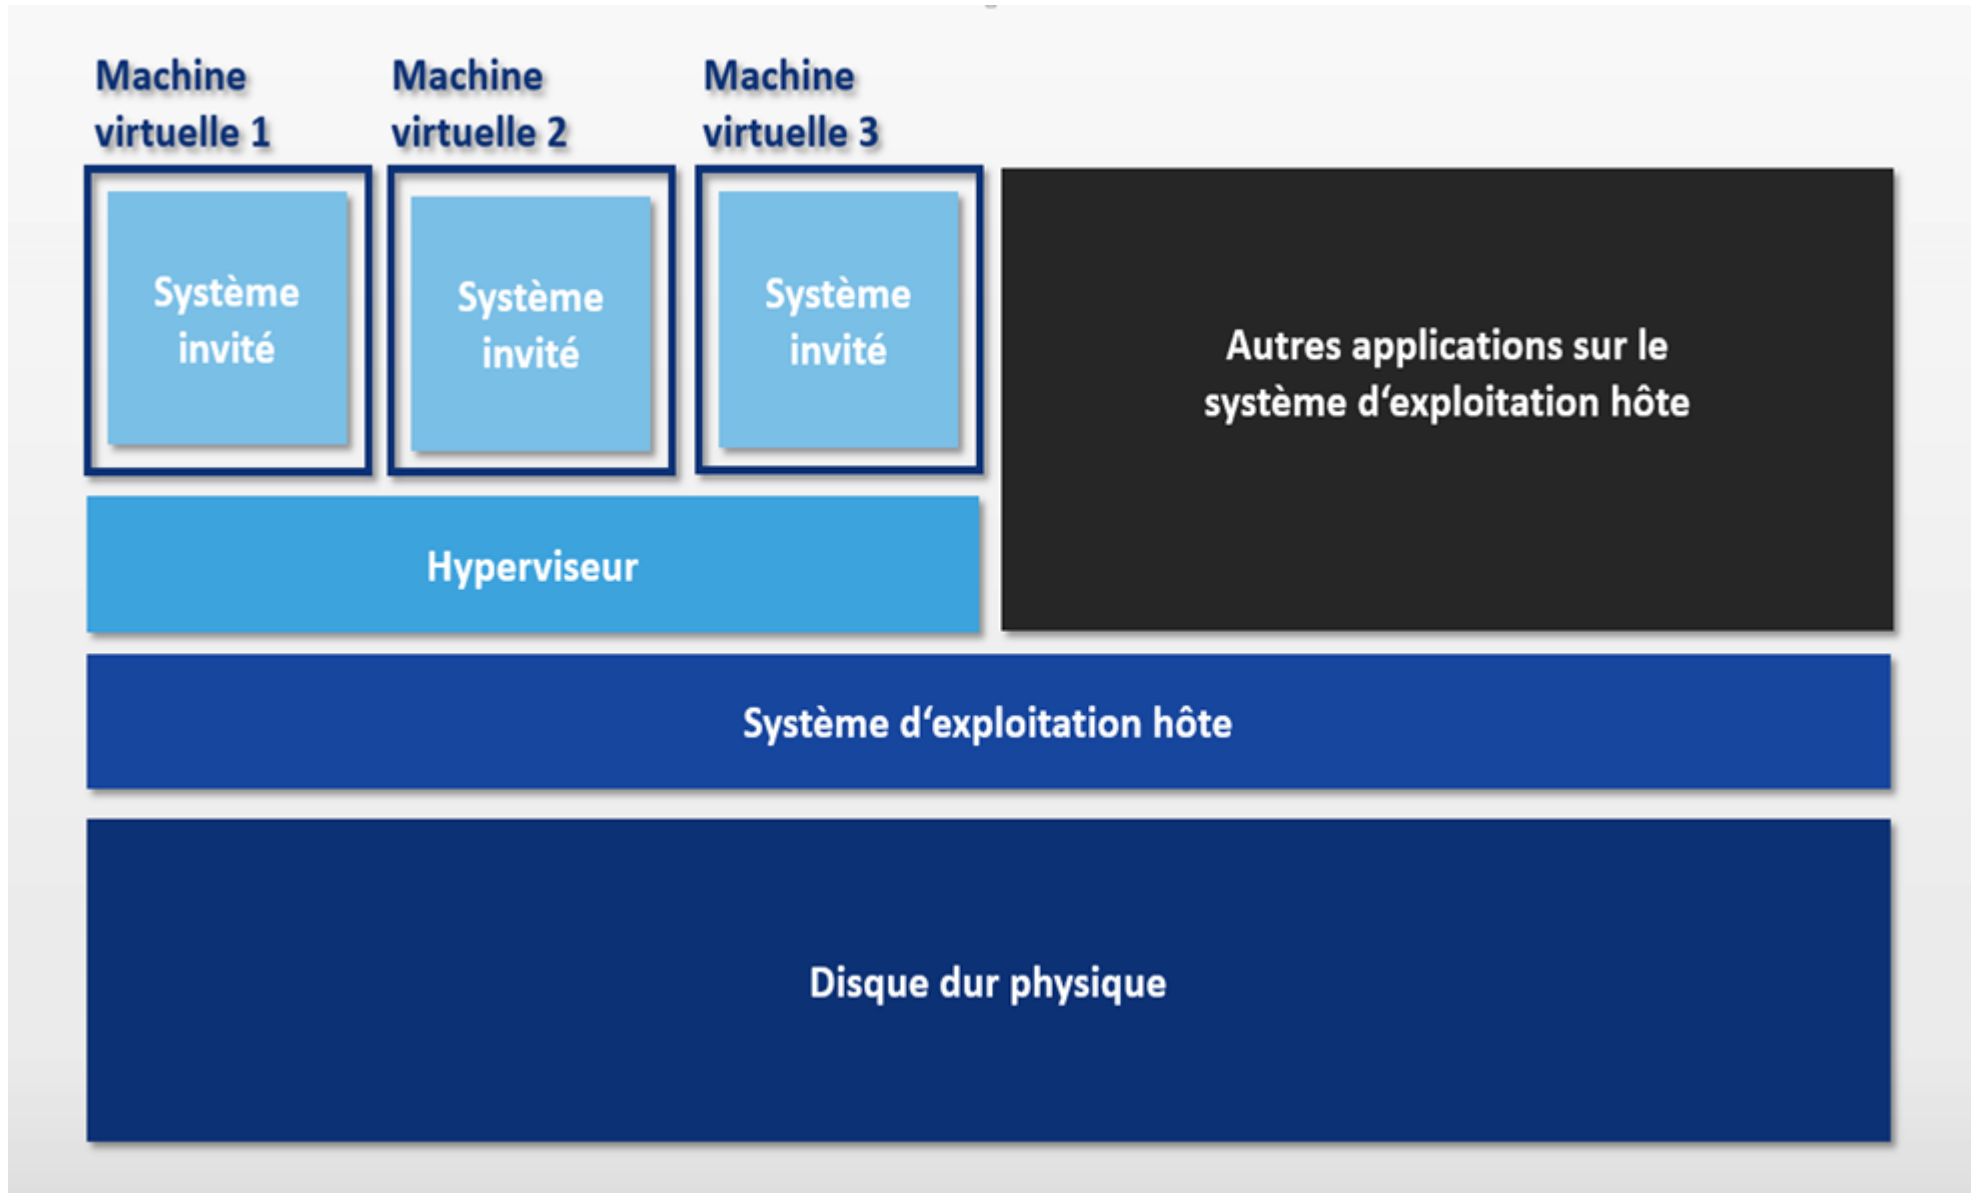 Machine
virtuelle 1
Machine
virtuelle 2
Machine
virtuelle 3
Système
invité
Système
invité
Système
invité
Autres applications sur le
système d‘exploitation hôte
Hyperviseur
Système d‘exploitation hôte
Disque dur physique